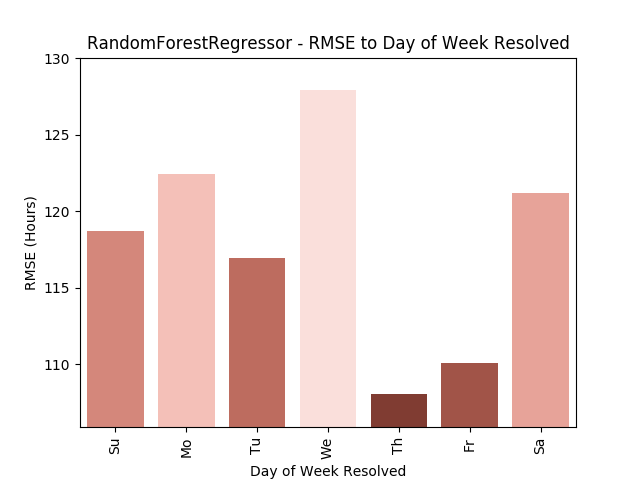 RandomForestRegressor - RMSE to Day of Week Resolved
130
125
120
115
110
RMSE (Hours)
Su
Mo
Tu
We
Th
Fr
Sa
Day of Week Resolved